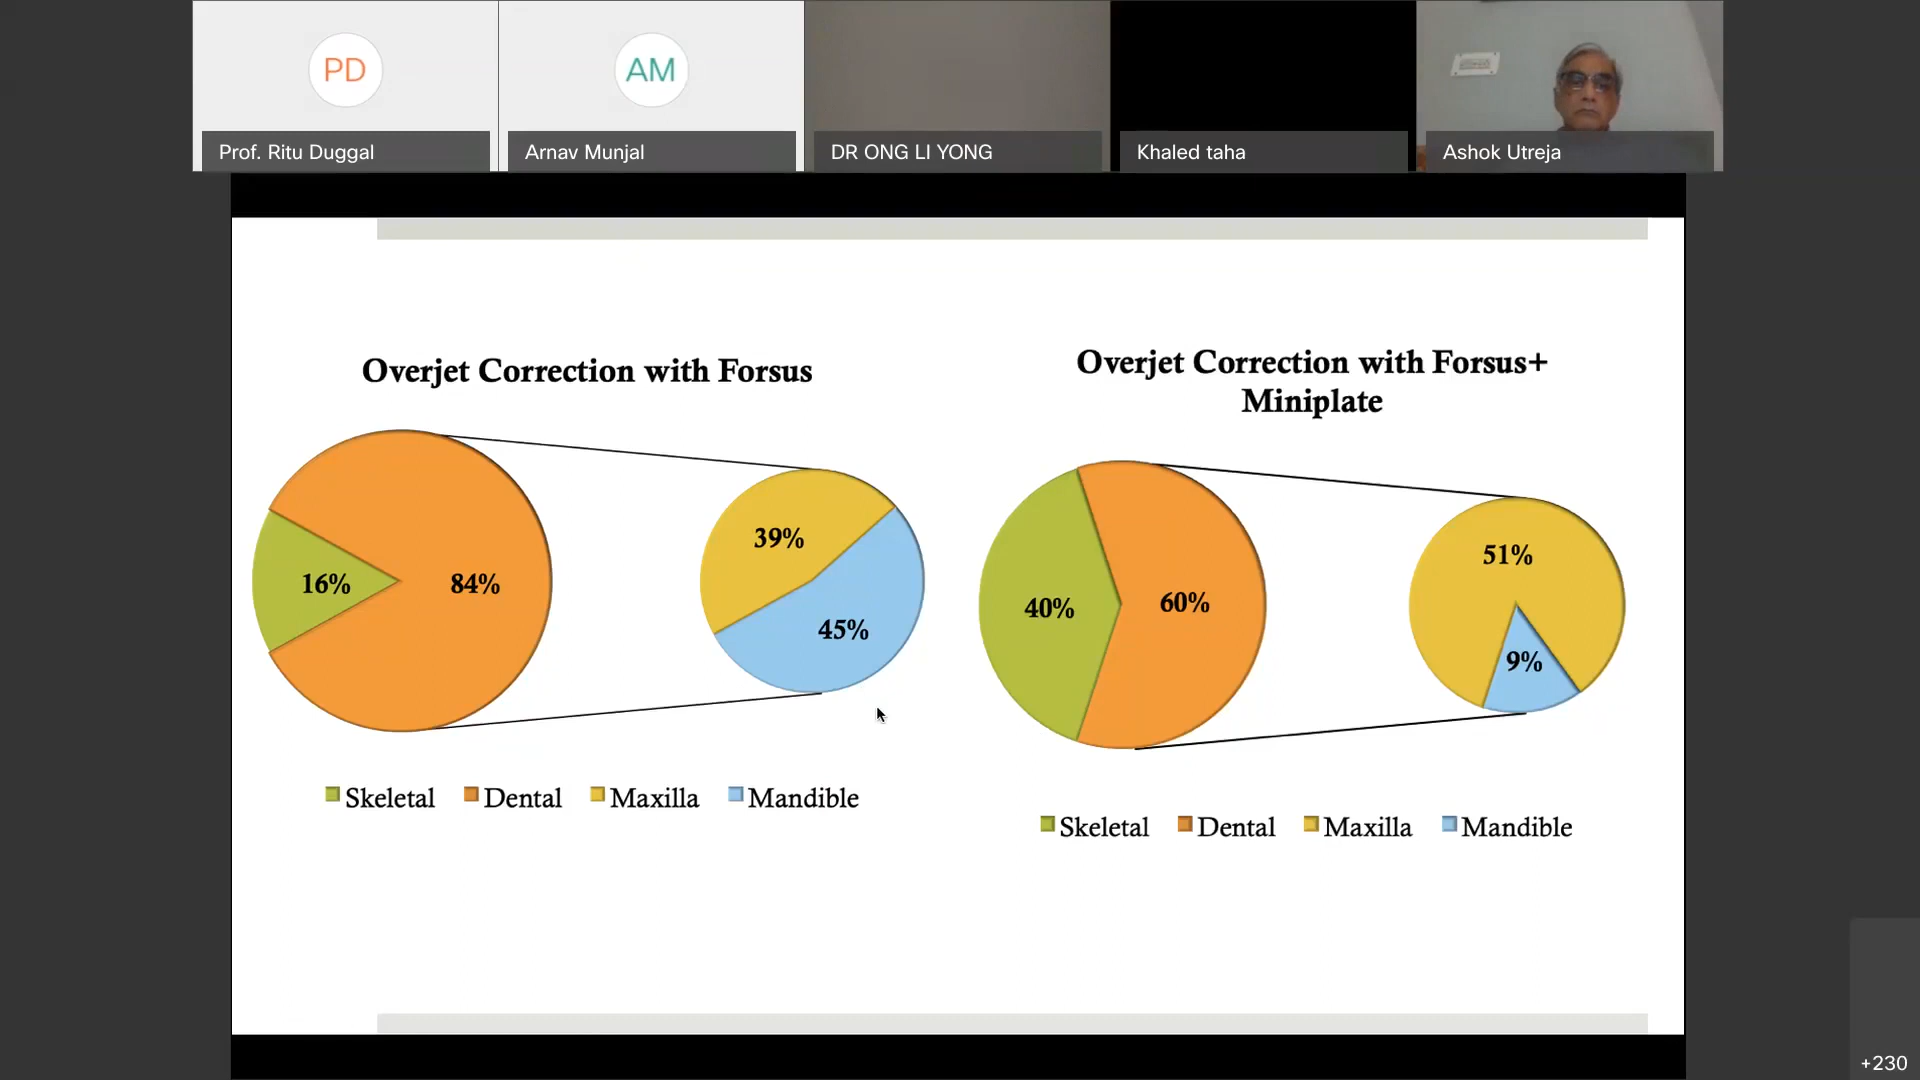 PD
AM
Prof. Ritu Duggal
Arnav Munjal
DR ONG LI YONG
Khaled taha
Ashok Utreja
Overjet Correction with Forsus
16%
84%
39%
45%
Skeletal Dental Maxilla Mandible
Overjet Correction with Forsus+
Miniplate
40%
60%
51%
9%
Skeletal Dental Maxilla Mandible
+230